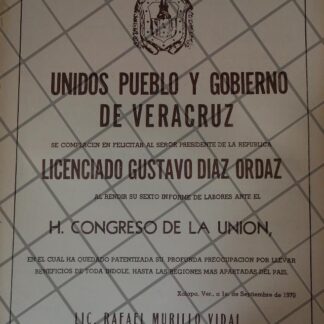 UNIDOS PUEBLO Y GOBIERNO
DE VERACRUZ
SE COMPLACEN EN FELICITAR AL SEÑOR PRESIDENTE DE LA REPUBLICA
LICENCIADO GUSTAVO DIAZ ORDAZ
AL RENDIR SU SEXTO INFORME DE LABORES ANTE EL
H. CONGRESO DE LA UNION,
EN EL CUAL HA QUEDADO PATENTIZADA SU PROFUNDA PREOCUPACION POR LLEVAR
BENEFICIOS DE TODA INDOLE, HASTA LAS REGIONES MAS APARTADAS DEL PAIS.
Xalapa, Ver., a 1o. de Septiembre de 1970
LIC. RAFAEL MURILLO VIDAL